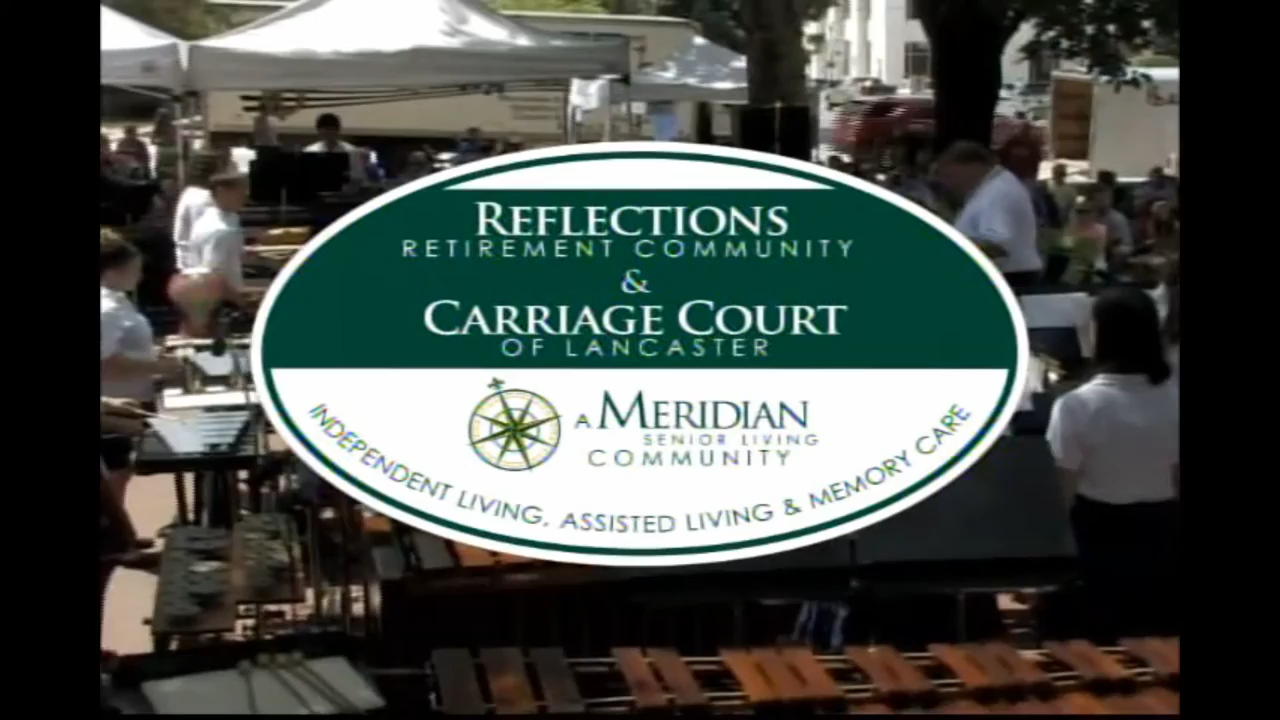 REFLECTIONS
RETIREMENT COMMUNITY
&
CARRIAGE COURT
OF LANCASTER
A MERIDIAN
SENIOR LIVING
COMMUNITY
INDEPENDENT LIVING, ASSISTED LIVING & MEMORY CARE